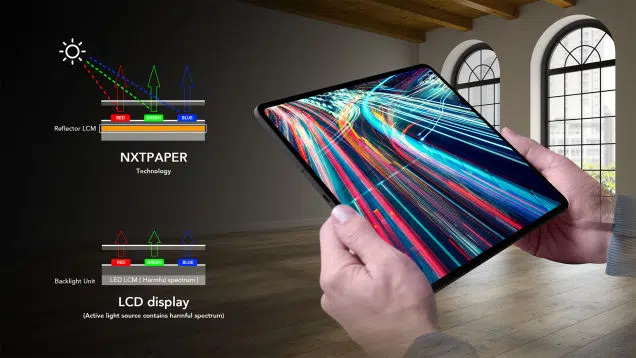 RED GREEN BLUE
Reflector LCM
NXTPAPER
Technology
RED GREEN BLUE
Backlight Unit
LED LCM ( Harmful spectrum )
LCD display
(Active light source contains harmful spectrum)